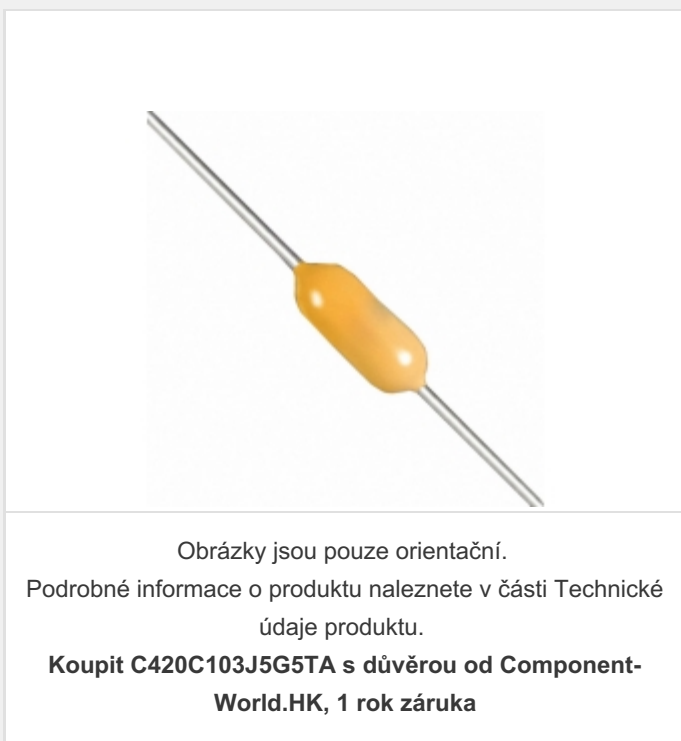 Obrázky jsou pouze orientační.
Podrobné informace o produktu naleznete v části Technické
údaje produktu.
Koupit C420C103J5G5TA s důvěrou od Component-
World.HK, 1 rok záruka